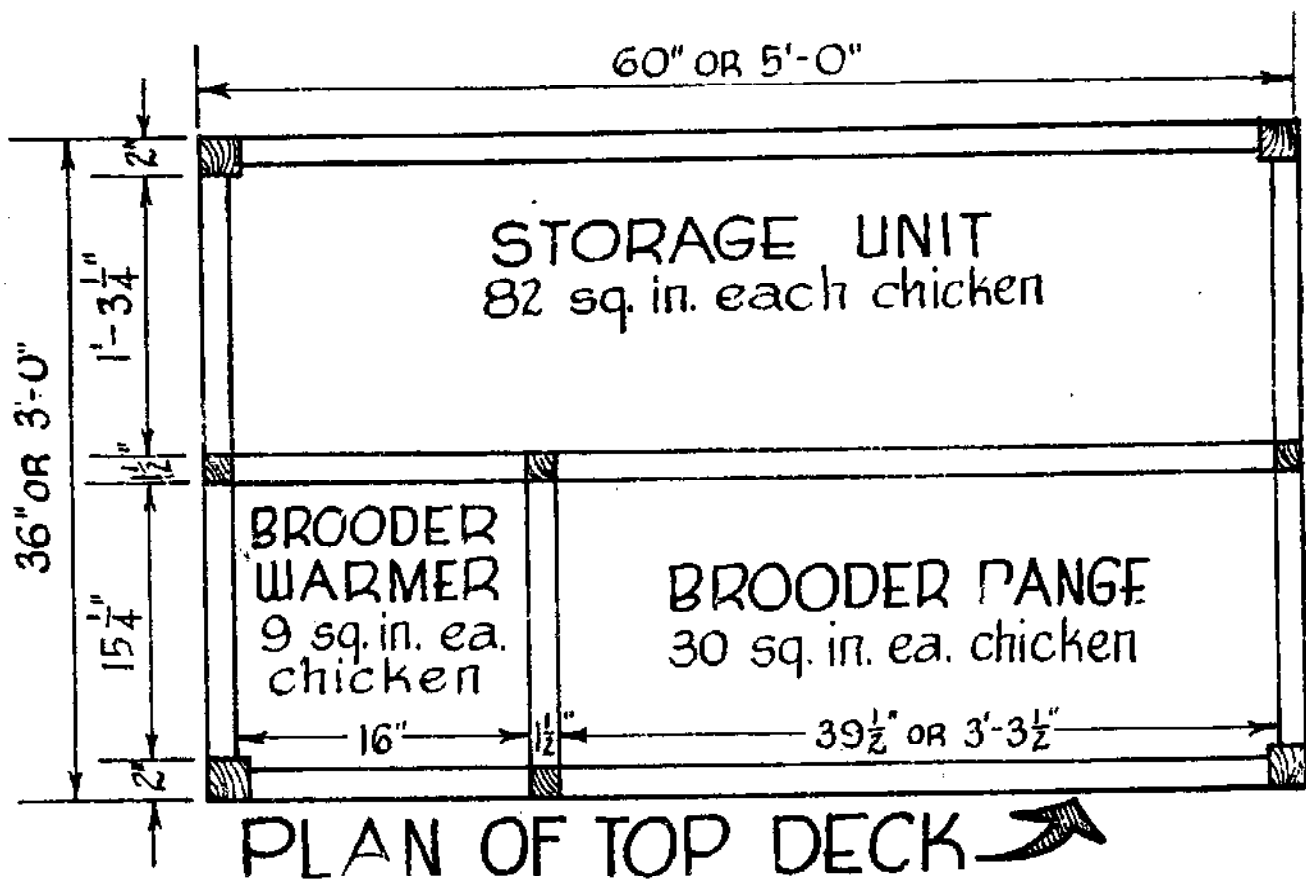 60" OR 5'-0"
2"
1'-3 1/4"
36" OR 3'-0"
1 1/2"
15 1/4"
2"
STORAGE UNIT
82 sq. in. each chicken
BROODER
WARMER
9 sq. in. ea.
chicken
BROODER RANGE
30 sq. in. ea. chicken
16"
1 1/2"
39 1/2" OR 3'-3 1/2"
PLAN OF TOP DECK